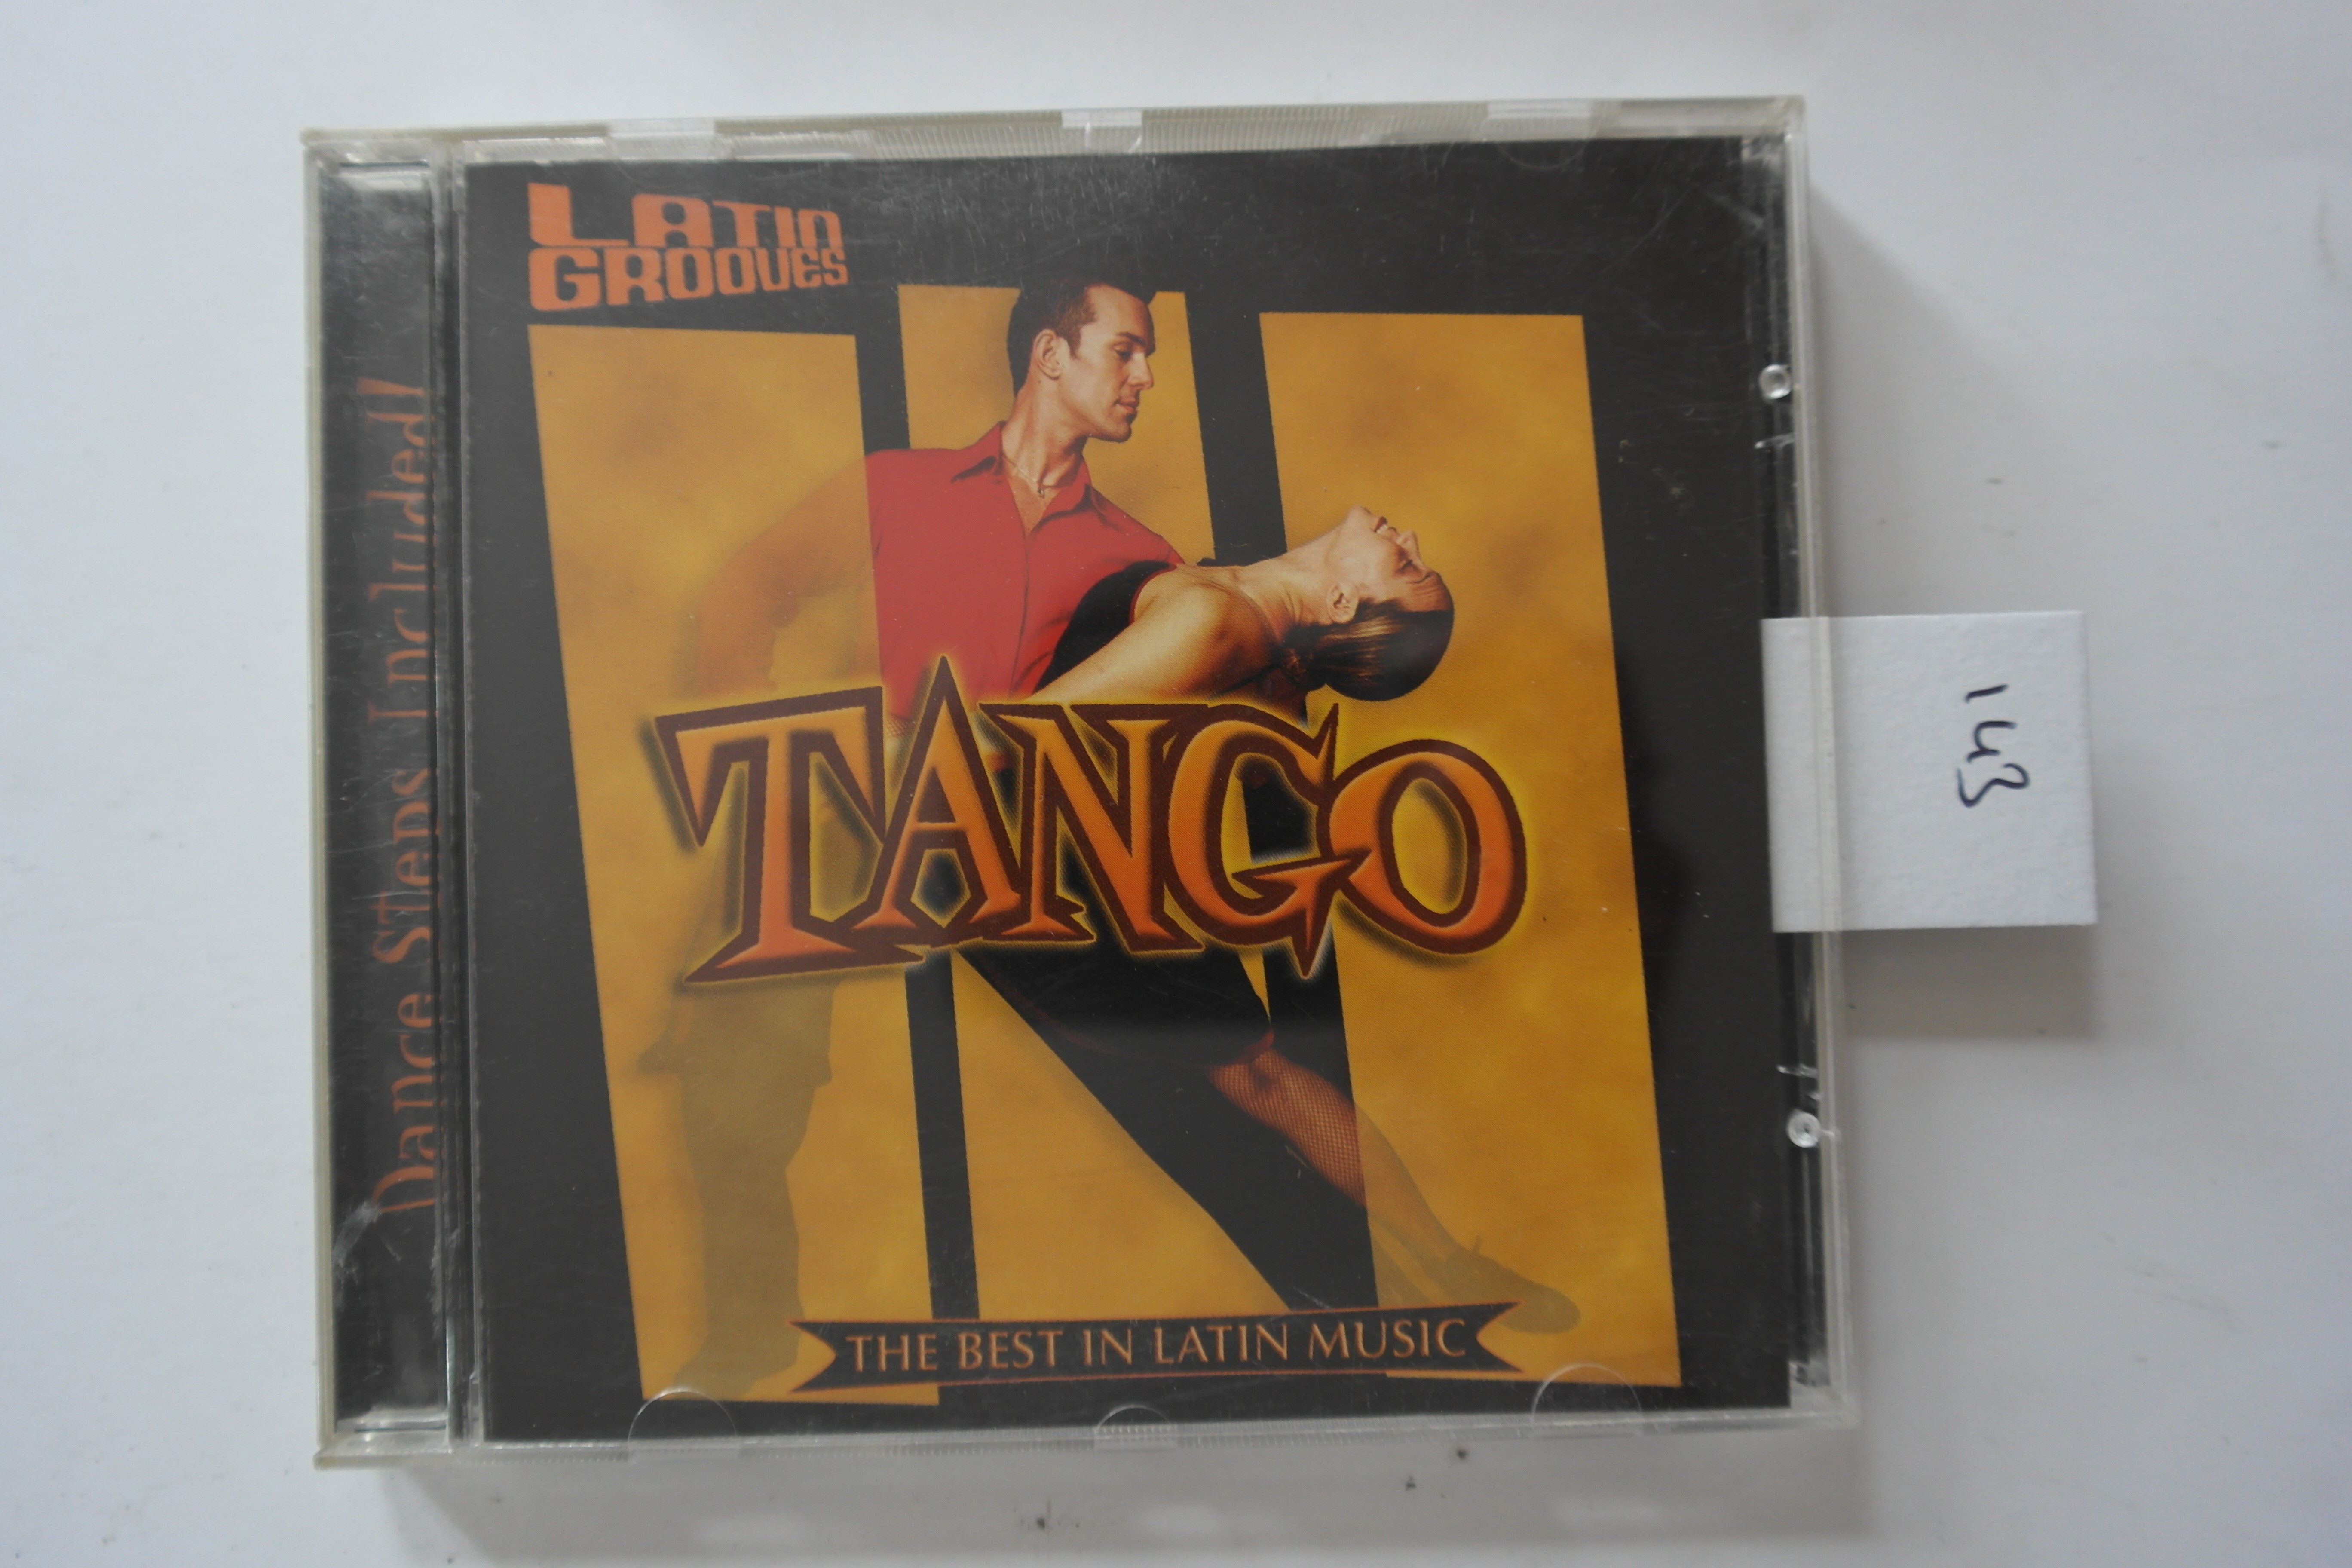 LATIN
GROOVES
Dance Steps Included!
TANGO
THE BEST IN LATIN MUSIC
143